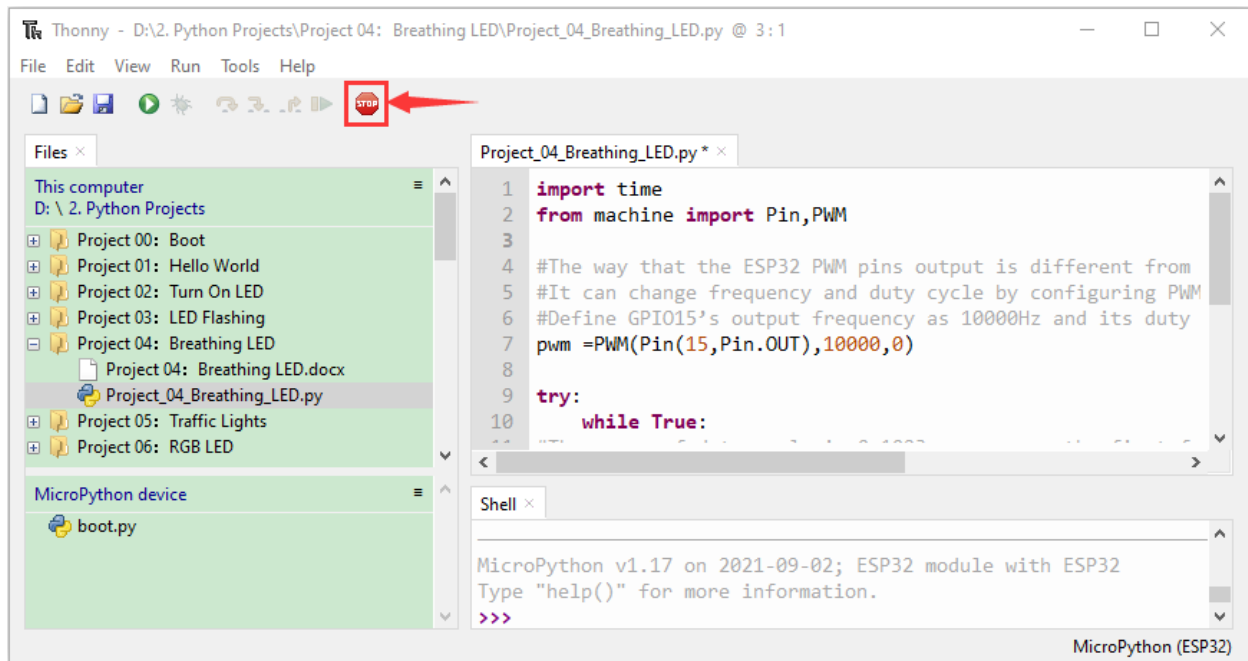 Thonny - D:\2. Python Projects\Project 04： Breathing LED\Project_04_Breathing_LED.py @ 3 : 1
File Edit View Run Tools Help
STOP
Files
This computer
D: \ 2. Python Projects
Project 00： Boot
Project 01： Hello World
Project 02： Turn On LED
Project 03： LED Flashing
Project 04： Breathing LED
Project 04： Breathing LED.docx
Project_04_Breathing_LED.py
Project 05： Traffic Lights
Project 06： RGB LED
MicroPython device
boot.py
Project_04_Breathing_LED.py *
1 import time
2 from machine import Pin,PWM
3
4 #The way that the ESP32 PWM pins output is different from
5 #It can change frequency and duty cycle by configuring PWM
6 #Define GPIO15’s output frequency as 10000Hz and its duty
7 pwm =PWM(Pin(15,Pin.OUT),10000,0)
8
9 try:
10 while True:
Shell
MicroPython v1.17 on 2021-09-02; ESP32 module with ESP32
Type "help()" for more information.
>>>
MicroPython (ESP32)